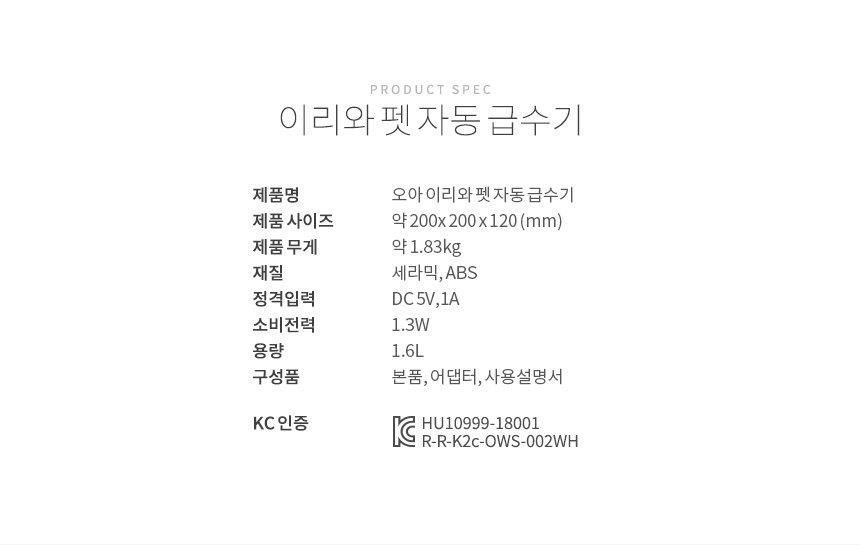 PRODUCT SPEC
이리와 펫 자동 급수기
제품명 오아 이리와 펫 자동 급수기
제품 사이즈 약 200x 200 x 120 (mm)
제품 무게 약 1.83kg
재질 세라믹, ABS
정격입력 DC 5V, 1A
소비전력 1.3W
용량 1.6L
구성품 본품, 어댑터, 사용설명서
KC 인증 HU10999-18001
R-R-K2c-OWS-002WH